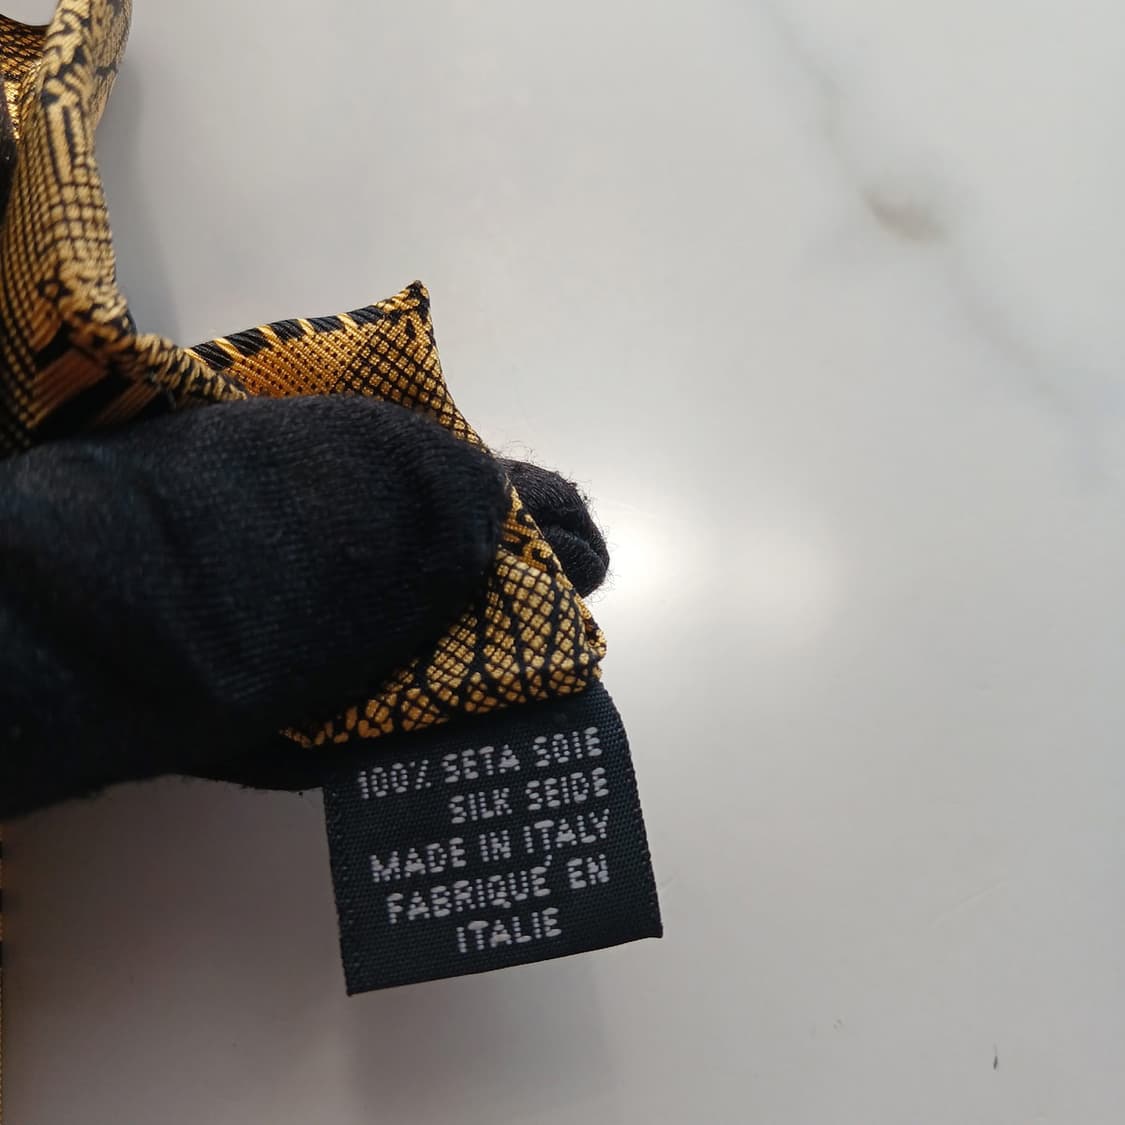 100% SETA SOIE
SILK SEIDE
MADE IN ITALY
FABRIQUÉ EN
ITALIE